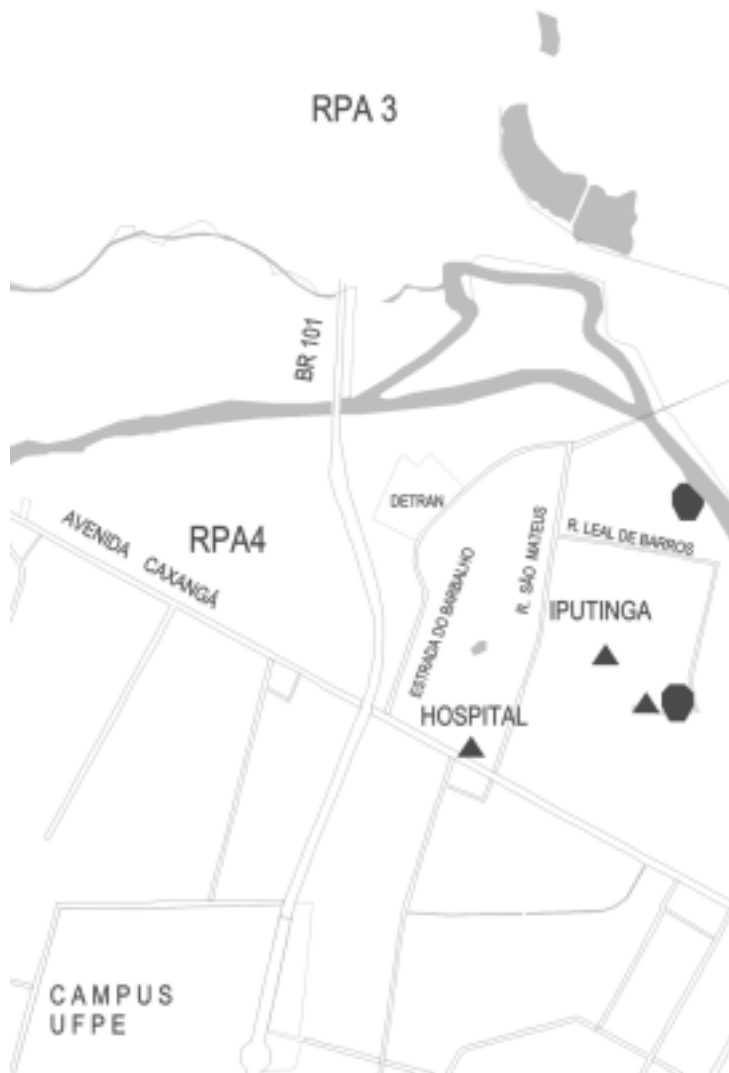 RPA 3
BR 101
DETRAN
AVENIDA CAXANGÁ
RPA4
R. LEAL DE BARROS
R. SÃO MATEUS
ESTRADA DO BARBALHO
IPUTINGA
HOSPITAL
CAMPUS
UFPE